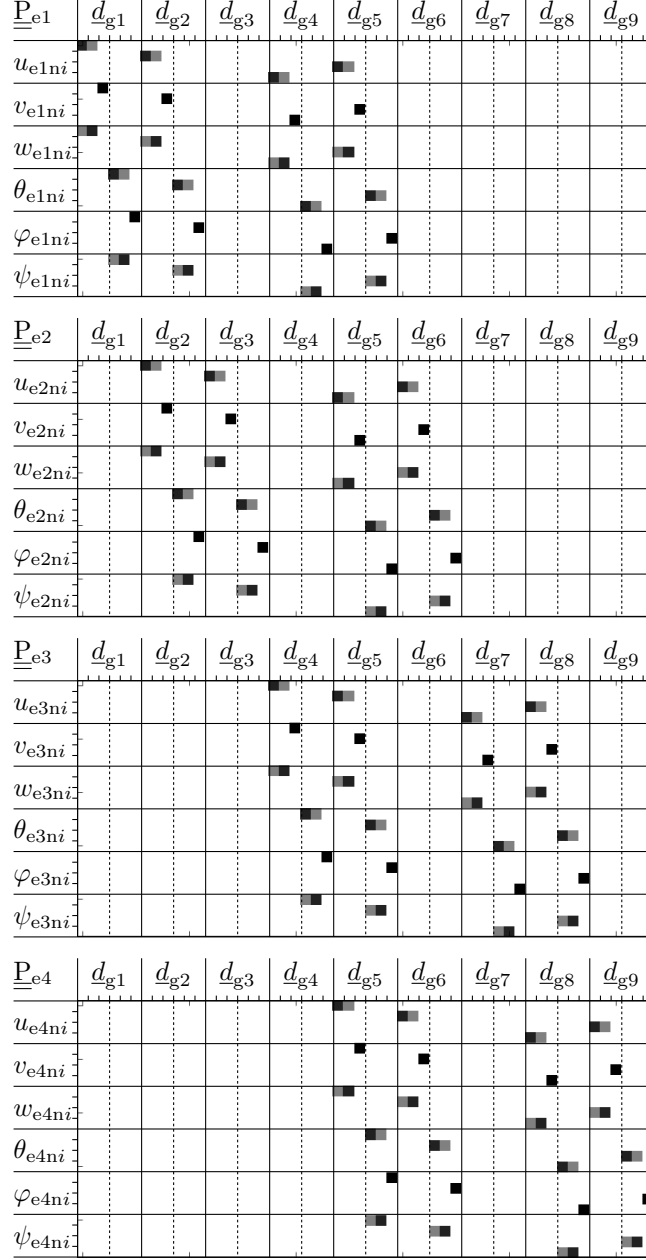 P_e1 d_g1 d_g2 d_g3 d_g4 d_g5 d_g6 d_g7 d_g8 d_g9
u_e1ni
v_e1ni
w_e1ni
θ_e1ni
φ_e1ni
ψ_e1ni
P_e2 d_g1 d_g2 d_g3 d_g4 d_g5 d_g6 d_g7 d_g8 d_g9
u_e2ni
v_e2ni
w_e2ni
θ_e2ni
φ_e2ni
ψ_e2ni
P_e3 d_g1 d_g2 d_g3 d_g4 d_g5 d_g6 d_g7 d_g8 d_g9
u_e3ni
v_e3ni
w_e3ni
θ_e3ni
φ_e3ni
ψ_e3ni
P_e4 d_g1 d_g2 d_g3 d_g4 d_g5 d_g6 d_g7 d_g8 d_g9
u_e4ni
v_e4ni
w_e4ni
θ_e4ni
φ_e4ni
ψ_e4ni